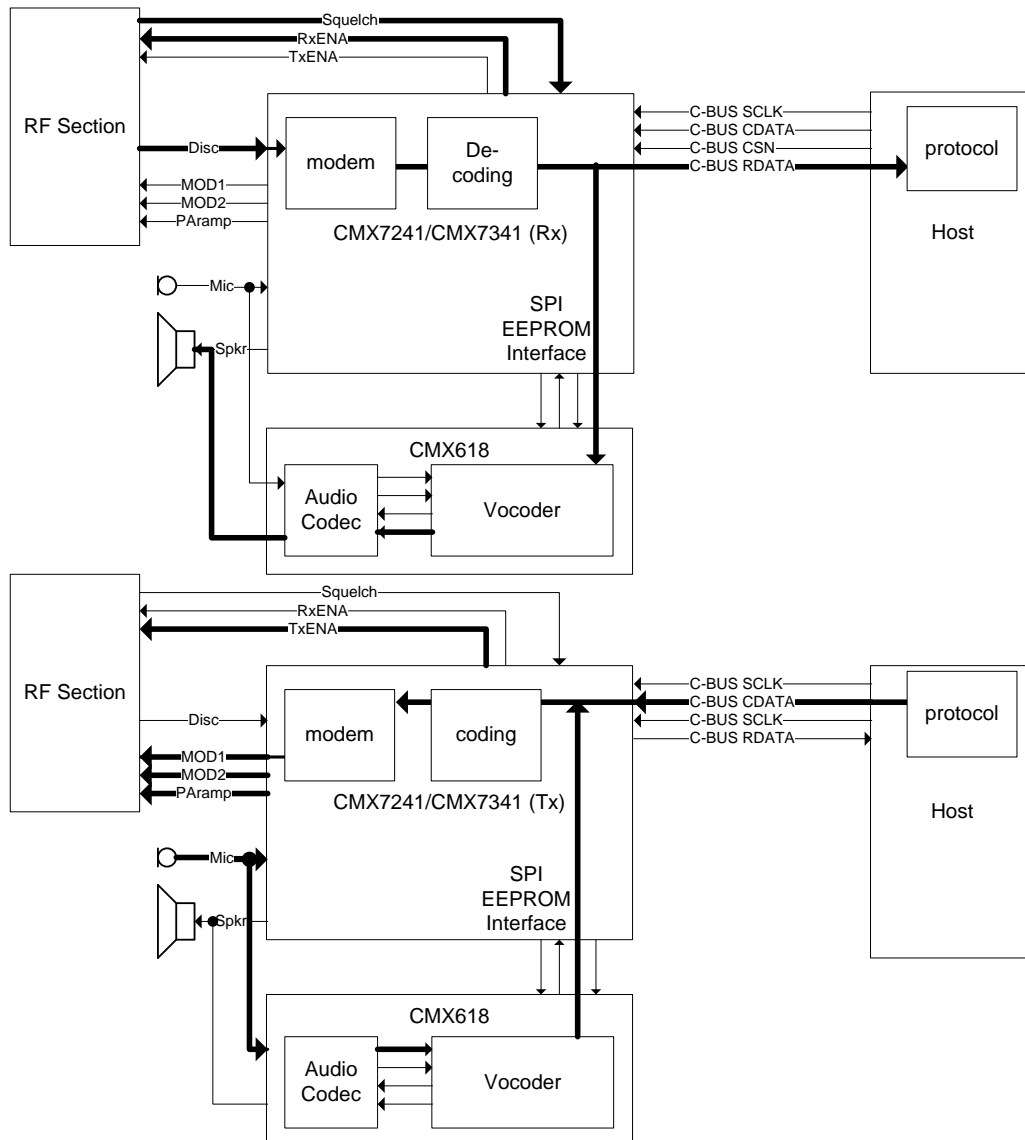 Squelch
RxENA
TxENA
RF Section
Disc
MOD1
MOD2
PAramp
modem
De-
coding
CMX7241/CMX7341 (Rx)
C-BUS SCLK
C-BUS CDATA
C-BUS CSN
C-BUS RDATA
protocol
Host
Mic
Spkr
SPI
EEPROM
Interface
CMX618
Audio
Codec
Vocoder
Squelch
RxENA
TxENA
RF Section
Disc
MOD1
MOD2
PAramp
modem
coding
CMX7241/CMX7341 (Tx)
C-BUS SCLK
C-BUS CDATA
C-BUS SCLK
C-BUS RDATA
protocol
Host
Mic
Spkr
SPI
EEPROM
Interface
CMX618
Audio
Codec
Vocoder